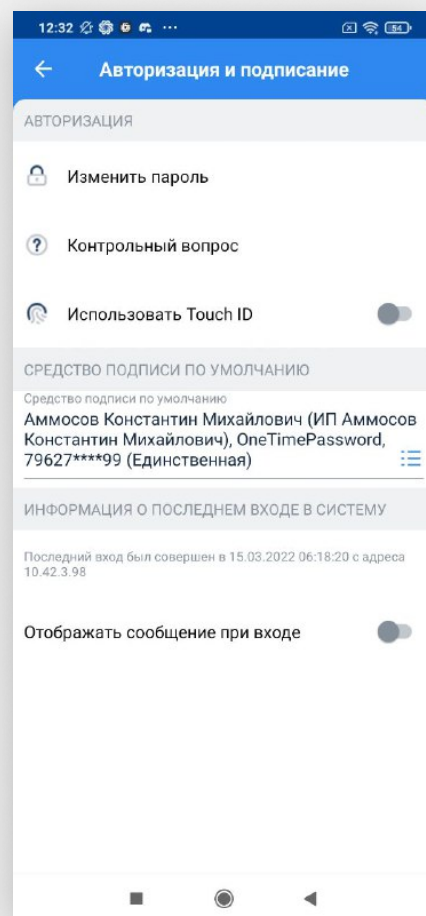 12:32 ...
54
Авторизация и подписание
АВТОРИЗАЦИЯ
Изменить пароль
? Контрольный вопрос
Использовать Touch ID
СРЕДСТВО ПОДПИСИ ПО УМОЛЧАНИЮ
Средство подписи по умолчанию
Аммосов Константин Михайлович (ИП Аммосов
Константин Михайлович), OneTimePassword,
79627****99 (Единственная)
ИНФОРМАЦИЯ О ПОСЛЕДНЕМ ВХОДЕ В СИСТЕМУ
Последний вход был совершен в 15.03.2022 06:18:20 с адреса
10.42.3.98
Отображать сообщение при входе